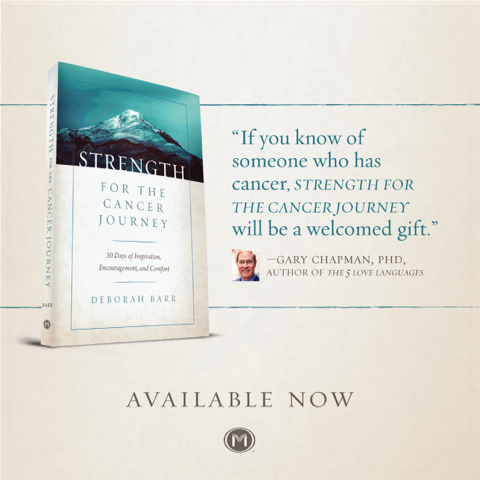 STRENGTH FOR THE CANCER JOURNEY
BARR
M
STRENGTH
FOR THE
CANCER
JOURNEY
30 Days of Inspiration,
Encouragement, and Comfort
DEBORAH BARR
“If you know of
someone who has
cancer, STRENGTH FOR
THE CANCER JOURNEY
will be a welcomed gift.”
—GARY CHAPMAN, PHD,
AUTHOR OF THE 5 LOVE LANGUAGES
AVAILABLE NOW
M